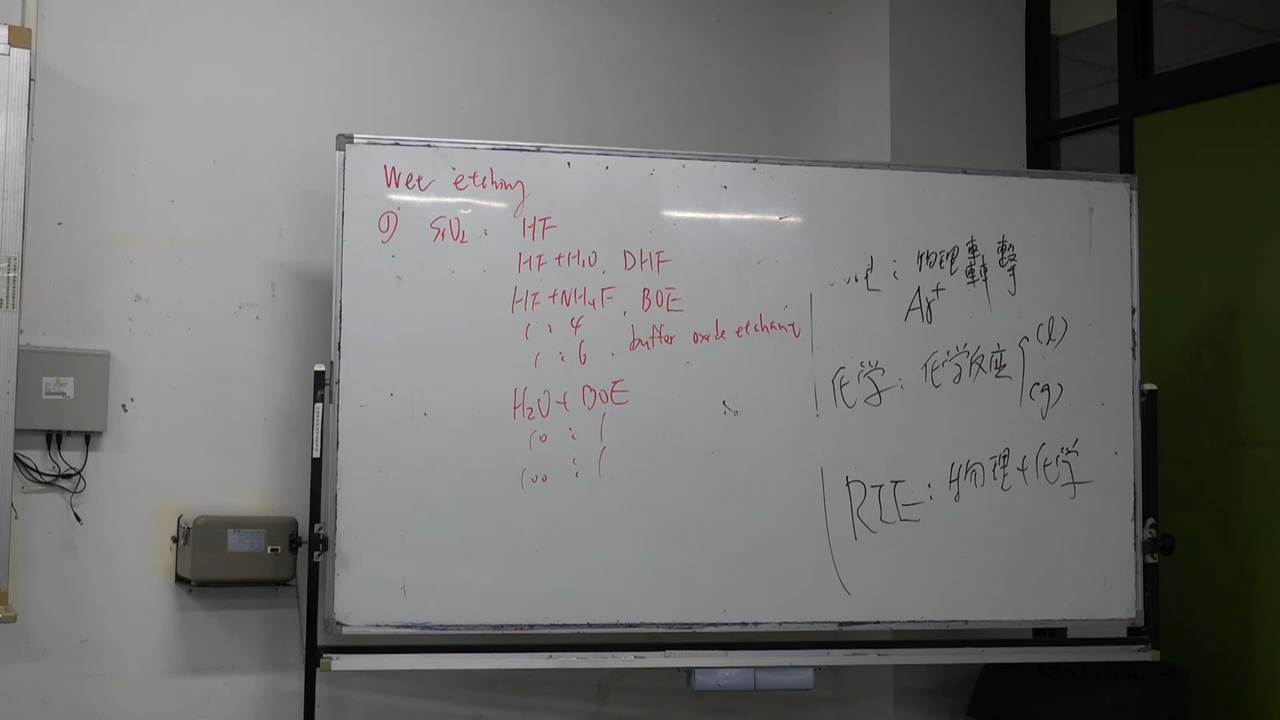 Wet etching
① SiO2 : HF
HF + H2O, DHF
HF + NH4F, BOE
1 : 4
1 : 6 . buffer oxide etching
H2O + BOE
10 : 1
100 : 1
: 物理轟擊
Ar+
化学 : 化学反应 (l)
(g)
RIE : 物理 + 化学